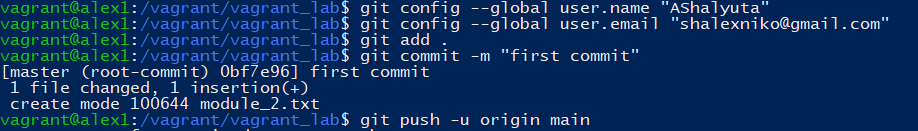 vagrant@alex1:/vagrant/vagrant_lab$ git config --global user.name "AShalyuta"
vagrant@alex1:/vagrant/vagrant_lab$ git config --global user.email "shalexniko@gmail.com"
vagrant@alex1:/vagrant/vagrant_lab$ git add .
vagrant@alex1:/vagrant/vagrant_lab$ git commit -m "first commit"
[master (root-commit) 0bf7e96] first commit
 1 file changed, 1 insertion(+)
 create mode 100644 module_2.txt
vagrant@alex1:/vagrant/vagrant_lab$ git push -u origin main